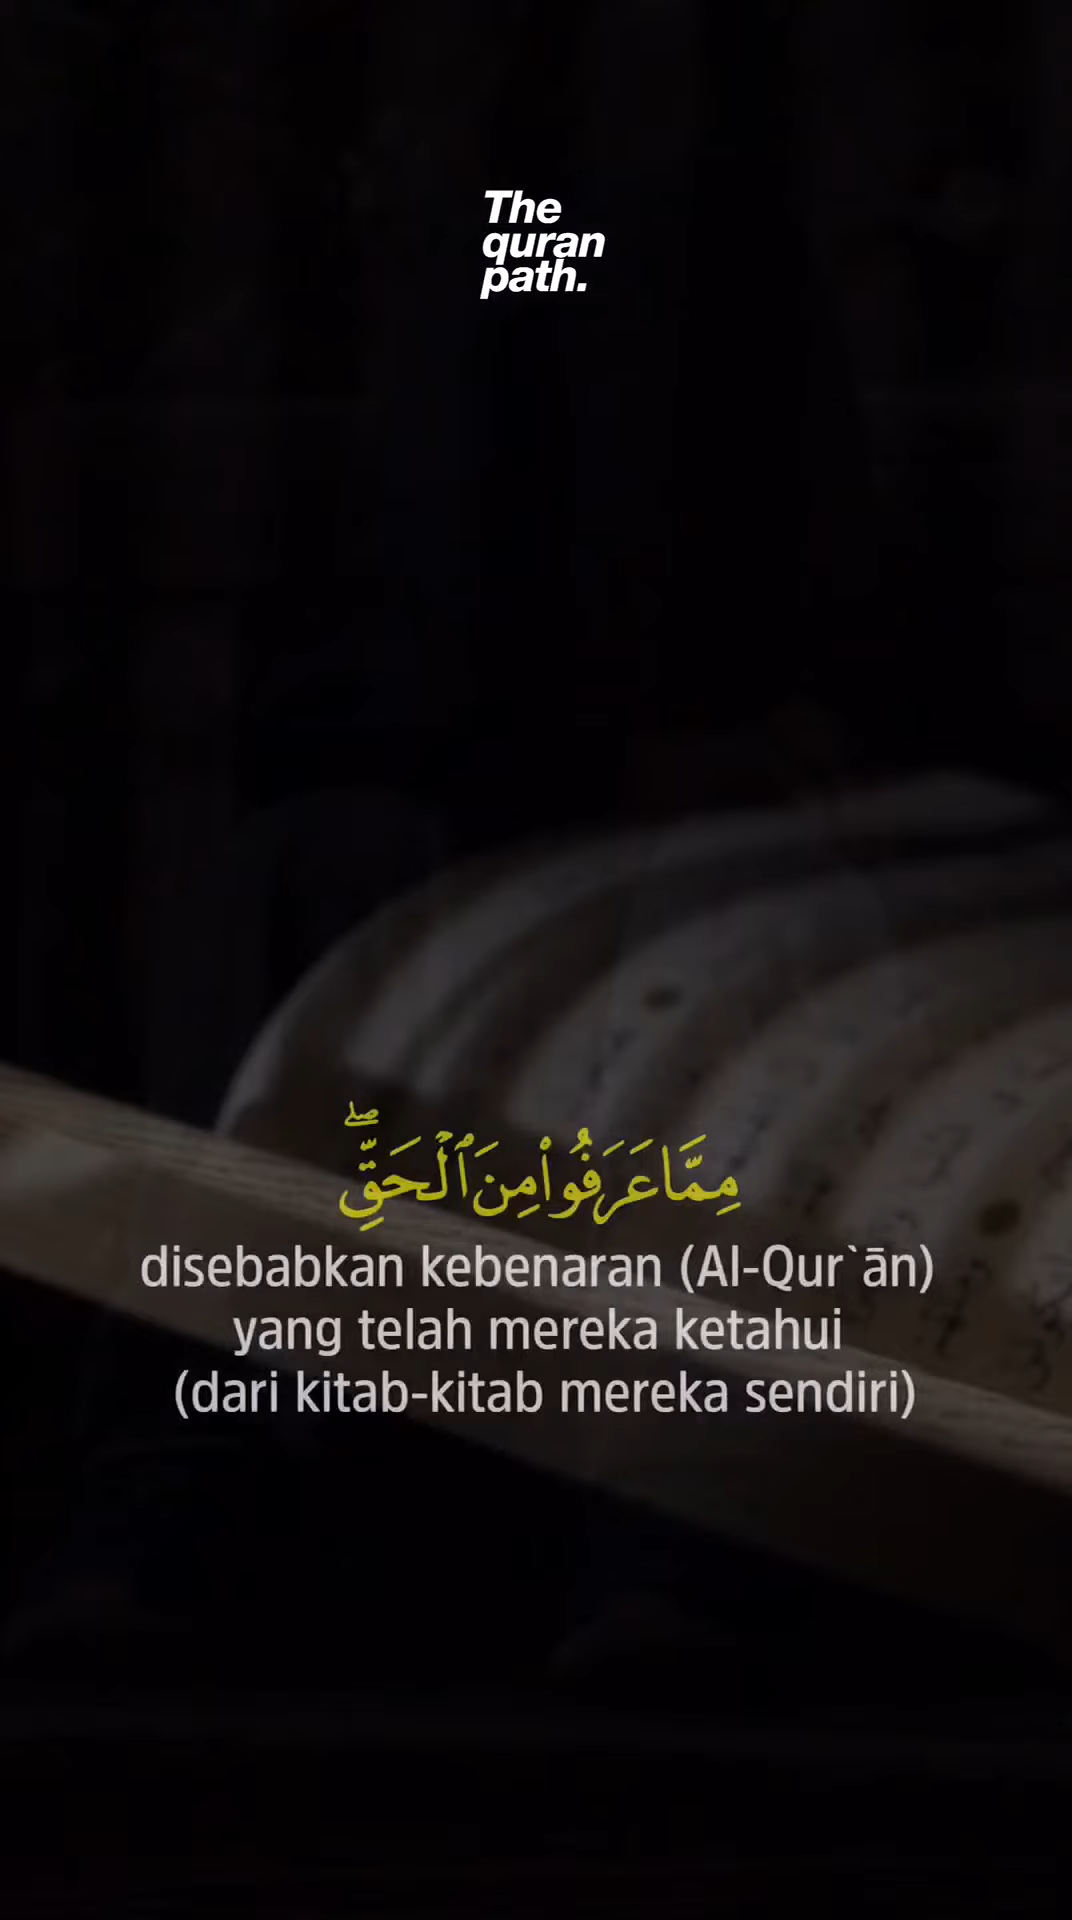 The
quran
path.
مِمَّا عَرَفُوا۟ مِنَ ٱلْحَقِّ ۖ
disebabkan kebenaran (Al-Qur`ān)
yang telah mereka ketahui
(dari kitab-kitab mereka sendiri)